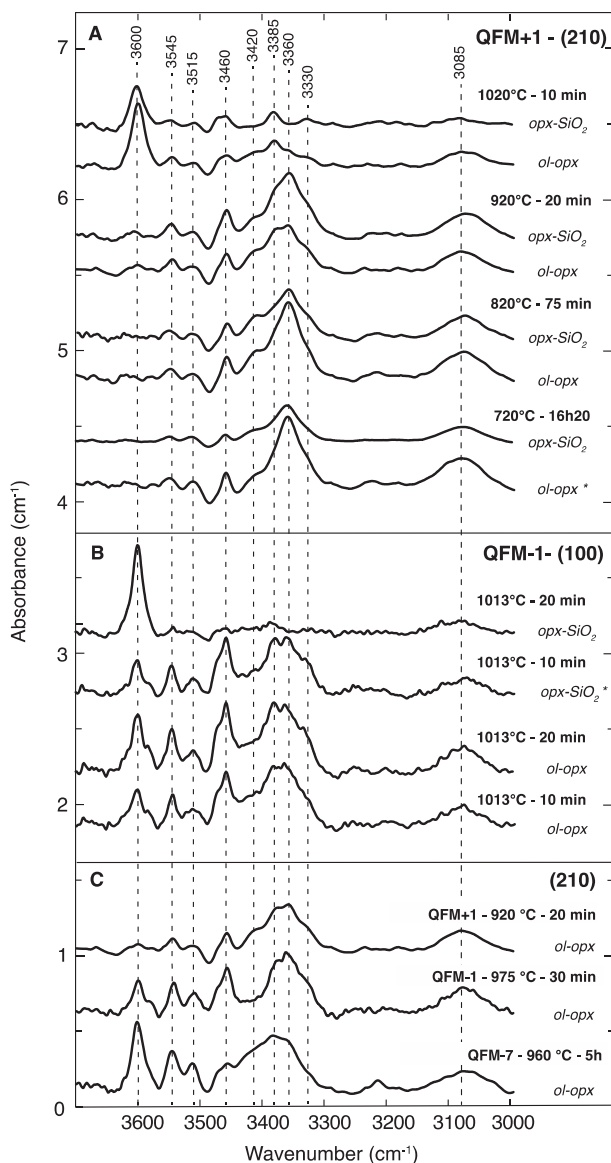 A
QFM+1 - (210)
3600
3545
3515
3460
3420
3385
3360
3330
3085
7
6
5
4
1020°C - 10 min
opx-SiO2
ol-opx
920°C - 20 min
opx-SiO2
ol-opx
820°C - 75 min
opx-SiO2
ol-opx
720°C - 16h20
opx-SiO2
ol-opx *
B
QFM-1- (100)
3
2
1013°C - 20 min
opx-SiO2
1013°C - 10 min
opx-SiO2 *
1013°C - 20 min
ol-opx
1013°C - 10 min
ol-opx
C
(210)
1
0
QFM+1 - 920 °C - 20 min
ol-opx
QFM-1 - 975 °C - 30 min
ol-opx
QFM-7 - 960 °C - 5h
ol-opx
3600 3500 3400 3300 3200 3100 3000
Wavenumber (cm-1)
Absorbance (cm-1)